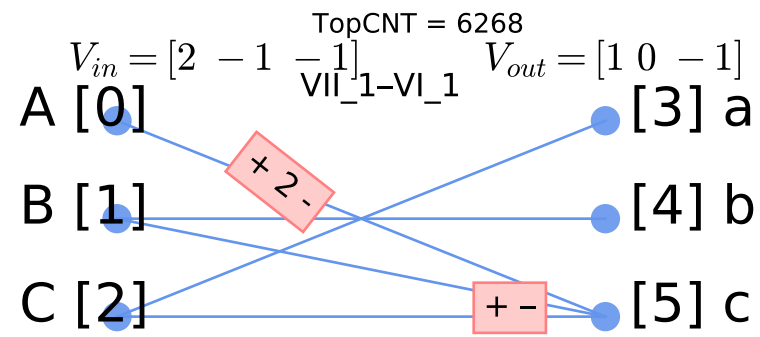 TopCNT = 6268
V_in = [2 −1 −1]
V_out = [1 0 −1]
VII_1–VI_1
A [0]
[3] a
+ 2 -
B [1]
[4] b
C [2]
+ –
[5] c